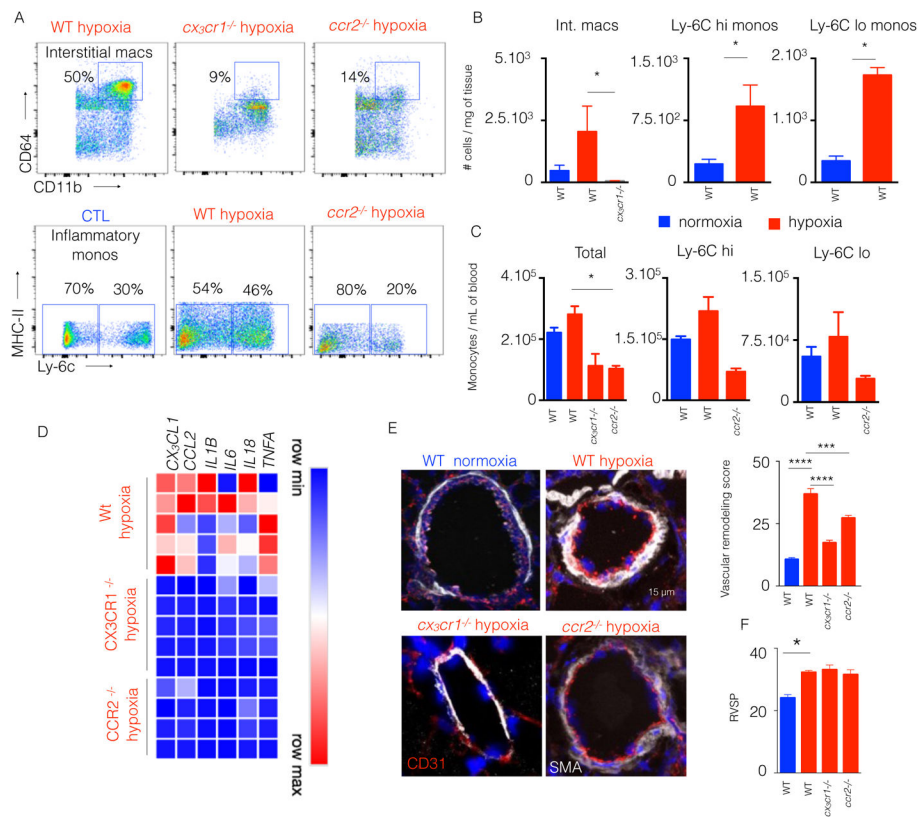 A
WT hypoxia
cx₃cr1-/- hypoxia
ccr2-/- hypoxia
Interstitial macs
50%
9%
14%
CD64
CD11b
CTL
WT hypoxia
ccr2-/- hypoxia
Inflammatory
monos
70%
30%
54%
46%
80%
20%
MHC-II
Ly-6c
B
Int. macs
Ly-6C hi monos
Ly-6C lo monos
# cells / mg of tissue
5.10³
2.5.10³
0
*
WT
WT
cx₃cr1-/-
1.5.10³
7.5.10²
0
*
WT
WT
2.10³
1.10³
0
*
WT
WT
normoxia
hypoxia
C
Total
Ly-6C hi
Ly-6C lo
Monocytes / mL of blood
4.10⁵
2.10⁵
0
*
WT
WT
cx₃cr1-/-
ccr2-/-
3.10⁵
1.5.10⁵
0
WT
WT
ccr2-/-
1.5.10⁵
7.5.10⁴
0
WT
WT
ccr2-/-
D
CX₃CL1
CCL2
IL1B
IL6
IL18
TNFA
Wt
hypoxia
CX3CR1 -/-
hypoxia
CCR2 -/-
hypoxia
row min
row max
E
WT normoxia
WT hypoxia
15 µm
cx₃cr1-/- hypoxia
ccr2-/- hypoxia
CD31
SMA
Vascular remodeling score
50
25
0
****
***
****
WT
WT
cx₃cr1-/-
ccr2-/-
F
RVSP
40
20
0
*
WT
WT
cx₃cr1-/-
ccr2-/-